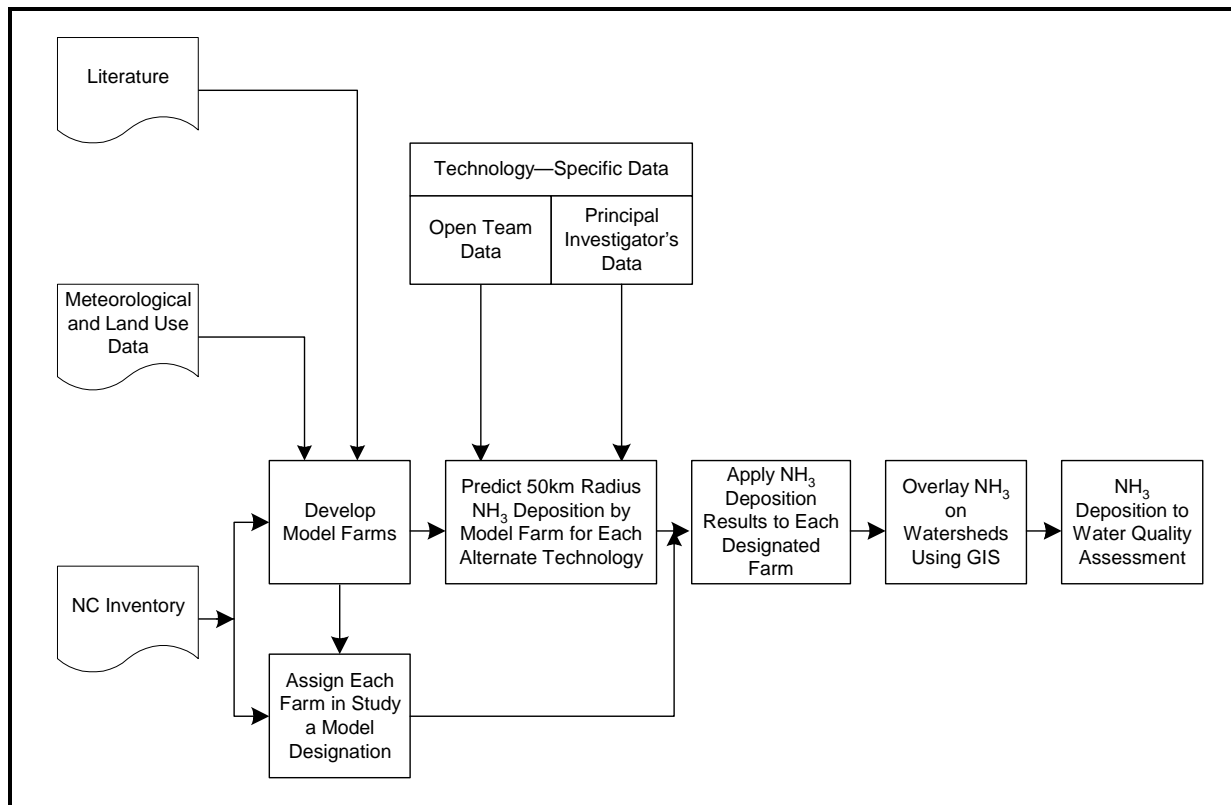 Literature
Technology—Specific Data
Open Team
Data
Principal
Investigator's
Data
Meteorological
and Land Use
Data
Develop
Model Farms
Predict 50km Radius
NH₃ Deposition by
Model Farm for Each
Alternate Technology
Apply NH₃
Deposition
Results to Each
Designated
Farm
Overlay NH₃
on
Watersheds
Using GIS
NH₃
Deposition to
Water Quality
Assessment
NC Inventory
Assign Each
Farm in Study
a Model
Designation